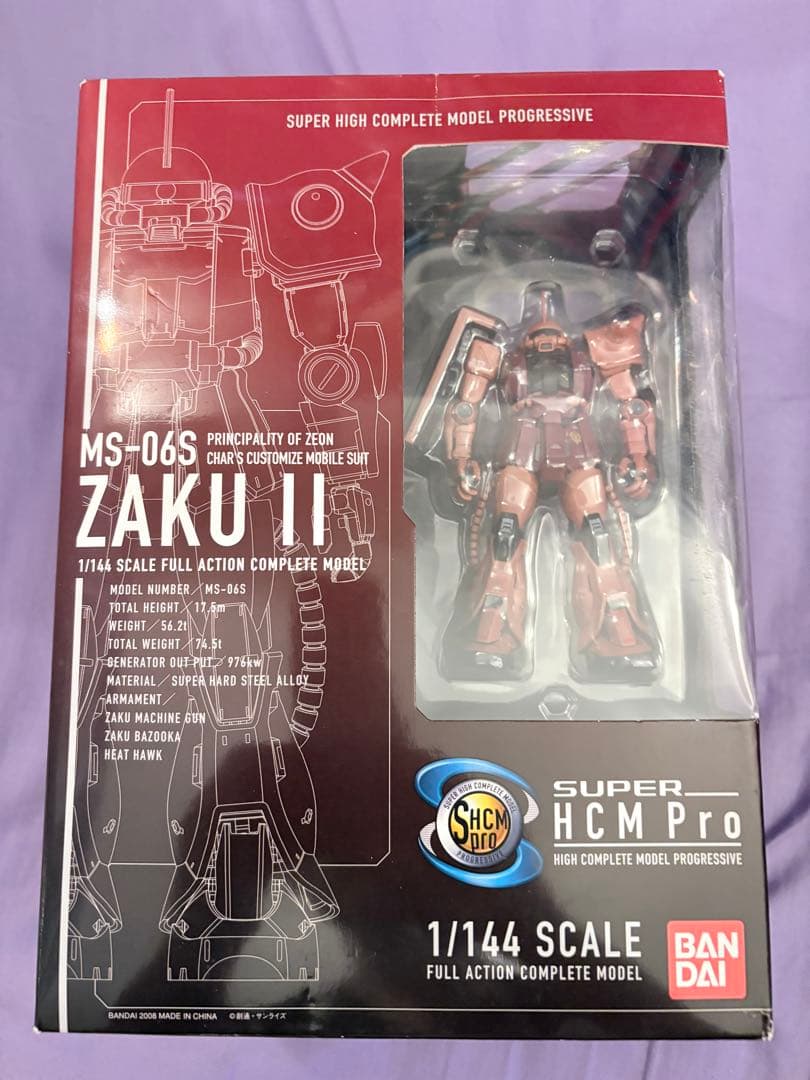 SUPER HIGH COMPLETE MODEL PROGRESSIVE
MS-06S
PRINCIPALITY OF ZEON
CHAR'S CUSTOMIZE MOBILE SUIT
ZAKU II
1/144 SCALE FULL ACTION COMPLETE MODEL
MODEL NUMBER／MS-06S
TOTAL HEIGHT／17.5m
WEIGHT／56.2t
TOTAL WEIGHT／74.5t
GENERATOR OUT PUT／976kw
MATERIAL／SUPER HARD STEEL ALLOY
ARMAMENT／
ZAKU MACHINE GUN
ZAKU BAZOOKA
HEAT HAWK
SUPER HIGH COMPLETE MODEL
SHCM
pro
PROGRESSIVE
SUPER
HCM Pro
HIGH COMPLETE MODEL PROGRESSIVE
1/144 SCALE
FULL ACTION COMPLETE MODEL
BAN
DAI
BANDAI 2008 MADE IN CHINA ©創通・サンライズ